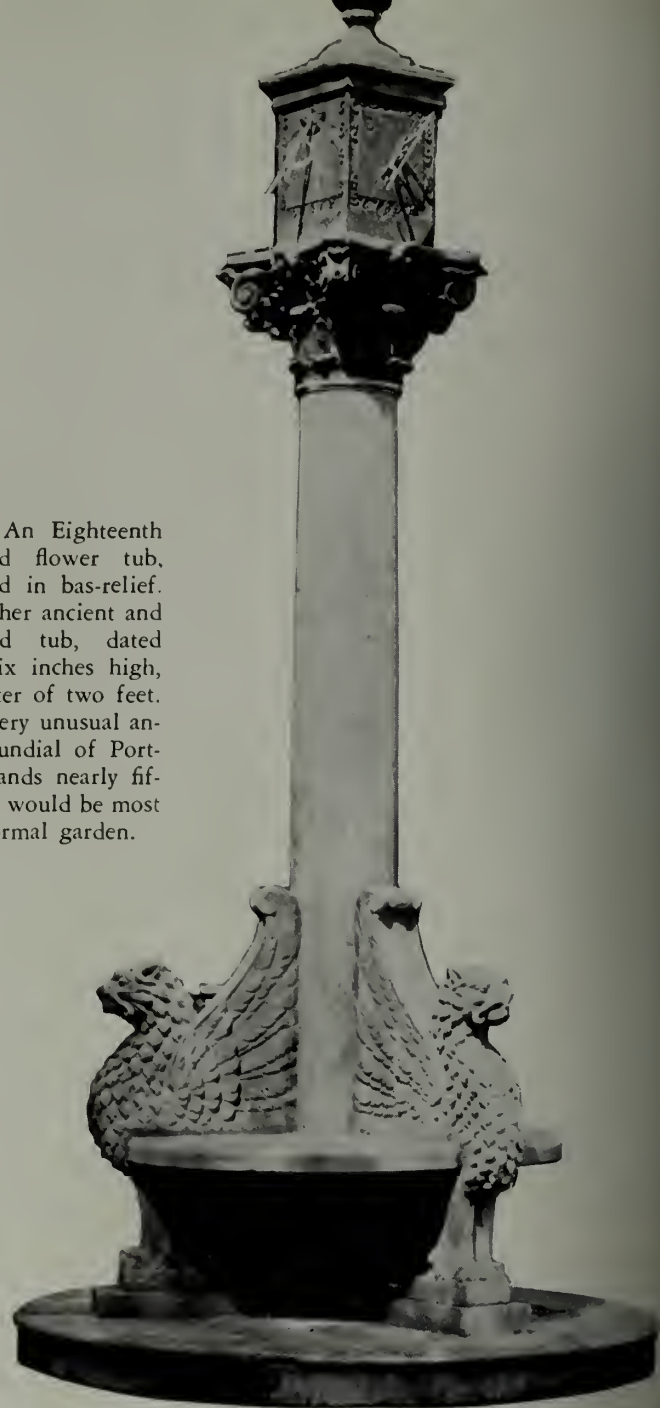 An Eighteenth
d flower tub,
d in bas-relief.
her ancient and
d tub, dated
ix inches high,
er of two feet.
ery unusual an-
undial of Port-
ands nearly fif-
would be most
rmal garden.